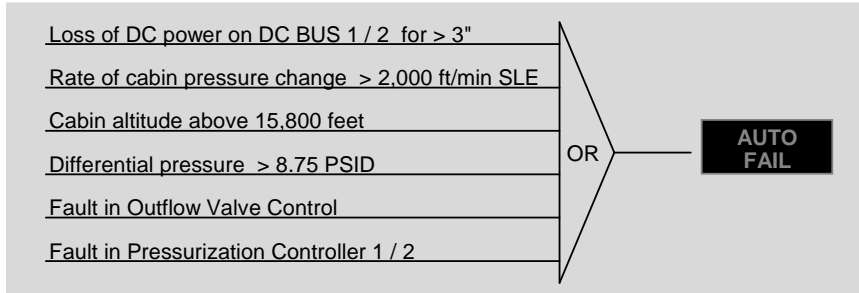 Loss of DC power on DC BUS 1 / 2 for > 3"
Rate of cabin pressure change > 2,000 ft/min SLE
Cabin altitude above 15,800 feet
Differential pressure > 8.75 PSID
Fault in Outflow Valve Control
Fault in Pressurization Controller 1 / 2
OR
AUTO
FAIL